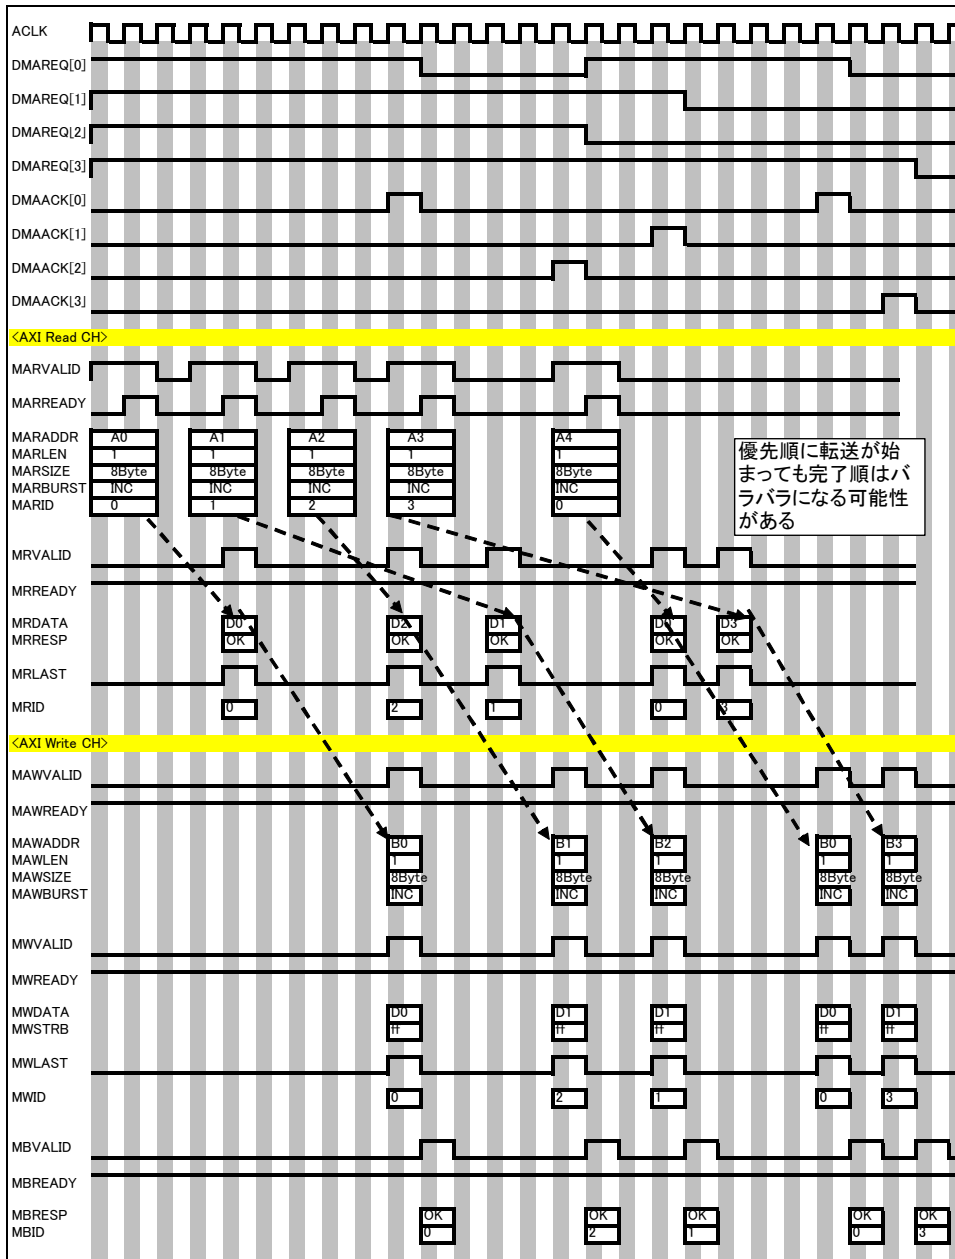 ACLK
DMAREQ[0]
DMAREQ[1]
DMAREQ[2]
DMAREQ[3]
DMAACK[0]
DMAACK[1]
DMAACK[2]
DMAACK[3]
<AXI Read CH>
MARVALID
MARREADY
MARADDR A0 A1 A2 A3 A4
MARLEN 1 1 1 1 1
MARSIZE 8Byte 8Byte 8Byte 8Byte 8Byte
MARBURST INC INC INC INC INC
MARID 0 1 2 3 0
優先順に転送が始
まっても完了順はバ
ラバラになる可能性
がある
MRVALID
MRREADY
MRDATA D0 D2 D1 D0 D3
MRRESP OK OK OK OK OK
MRLAST
MRID 0 2 1 0 3
<AXI Write CH>
MAWVALID
MAWREADY
MAWADDR B0 B1 B2 B0 B3
MAWLEN 1 1 1 1 1
MAWSIZE 8Byte 8Byte 8Byte 8Byte 8Byte
MAWBURST INC INC INC INC INC
MWVALID
MWREADY
MWDATA D0 D1 D1 D0 D1
MWSTRB ff ff ff ff ff
MWLAST
MWID 0 2 1 0 3
MBVALID
MBREADY
MBRESP OK OK OK OK OK
MBID 0 2 1 0 3